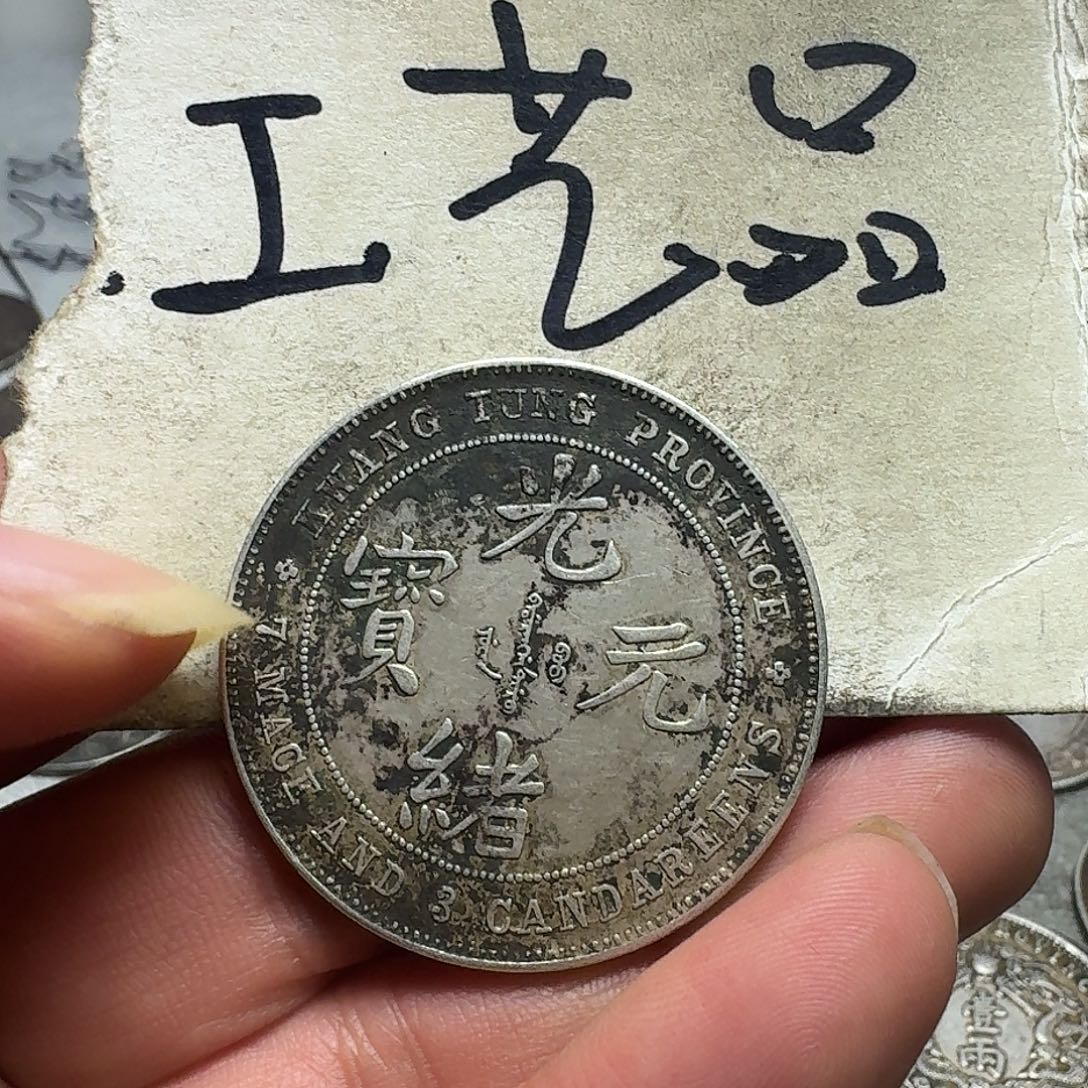 工艺品
KWANG TUNG PROVINCE
光緒元寶
7 MACE AND 3 CANDAREENS